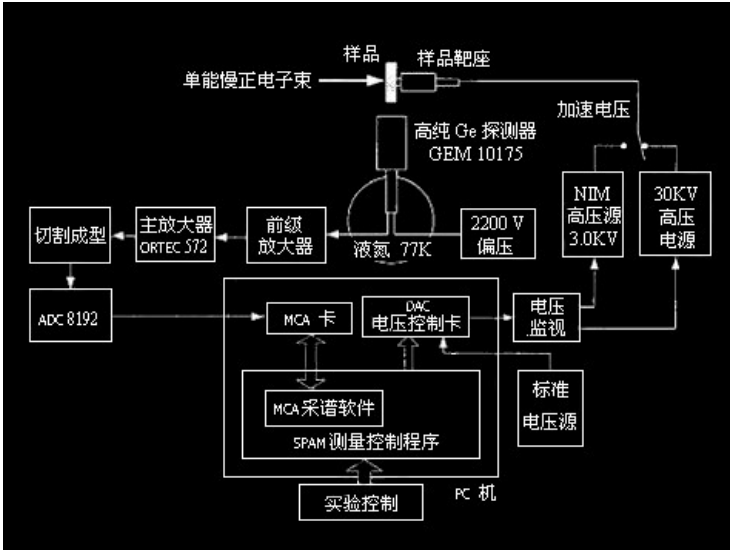 样品
样品靶座
单能慢正电子束
加速电压
高纯 Ge 探测器
GEM 10175
NIM
高压源
3.0KV
30KV
高压
电源
切割成型
主放大器
ORTEC 572
前级
放大器
液氮 77K
2200 V
偏压
ADC 8192
MCA 卡
DAC
电压控制卡
电压
监视
标准
电压源
MCA 采谱软件
SPAM 测量控制程序
PC 机
实验控制